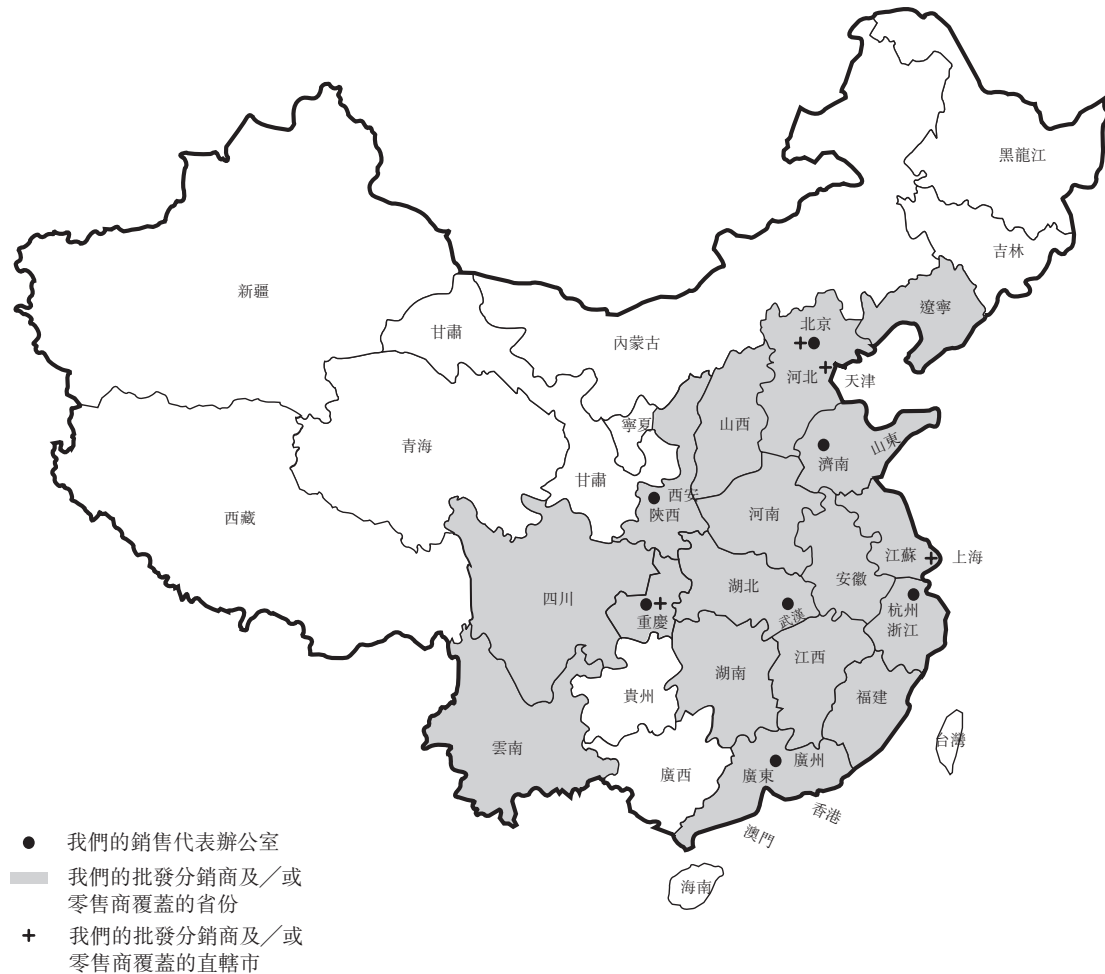 黑龍江
吉林
新疆
遼寧
北京
甘肅
內蒙古
河北
天津
寧夏
山西
山東
青海
濟南
甘肅
西安
陝西
河南
西藏
江蘇
上海
安徽
湖北
四川
杭州
武漢
重慶
浙江
江西
湖南
貴州
福建
台灣
雲南
廣州
廣西
廣東
香港
澳門
海南
我們的銷售代表辦公室
我們的批發分銷商及／或
零售商覆蓋的省份
我們的批發分銷商及／或
零售商覆蓋的直轄市